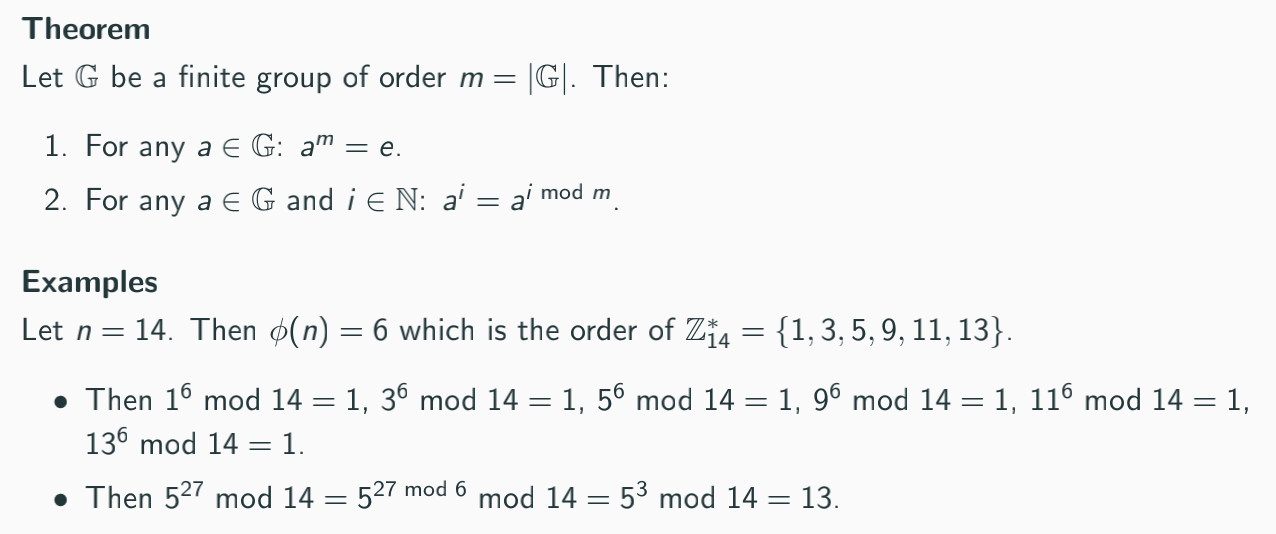 Theorem
Let 𝔾 be a finite group of order m = |𝔾|. Then:
1. For any a ∈ 𝔾: a^m = e.
2. For any a ∈ 𝔾 and i ∈ ℕ: a^i = a^{i mod m}.
Examples
Let n = 14. Then ϕ(n) = 6 which is the order of ℤ*_14 = {1, 3, 5, 9, 11, 13}.
• Then 1^6 mod 14 = 1, 3^6 mod 14 = 1, 5^6 mod 14 = 1, 9^6 mod 14 = 1, 11^6 mod 14 = 1,
13^6 mod 14 = 1.
• Then 5^27 mod 14 = 5^{27 mod 6} mod 14 = 5^3 mod 14 = 13.